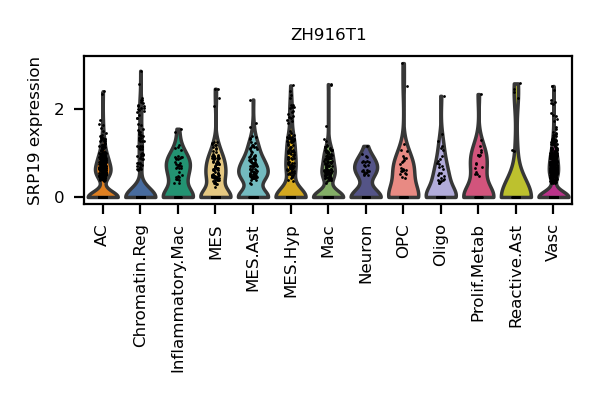 ZH916T1
SRP19 expression
2
0
AC
Chromatin.Reg
Inflammatory.Mac
MES
MES.Ast
MES.Hyp
Mac
Neuron
OPC
Oligo
Prolif.Metab
Reactive.Ast
Vasc